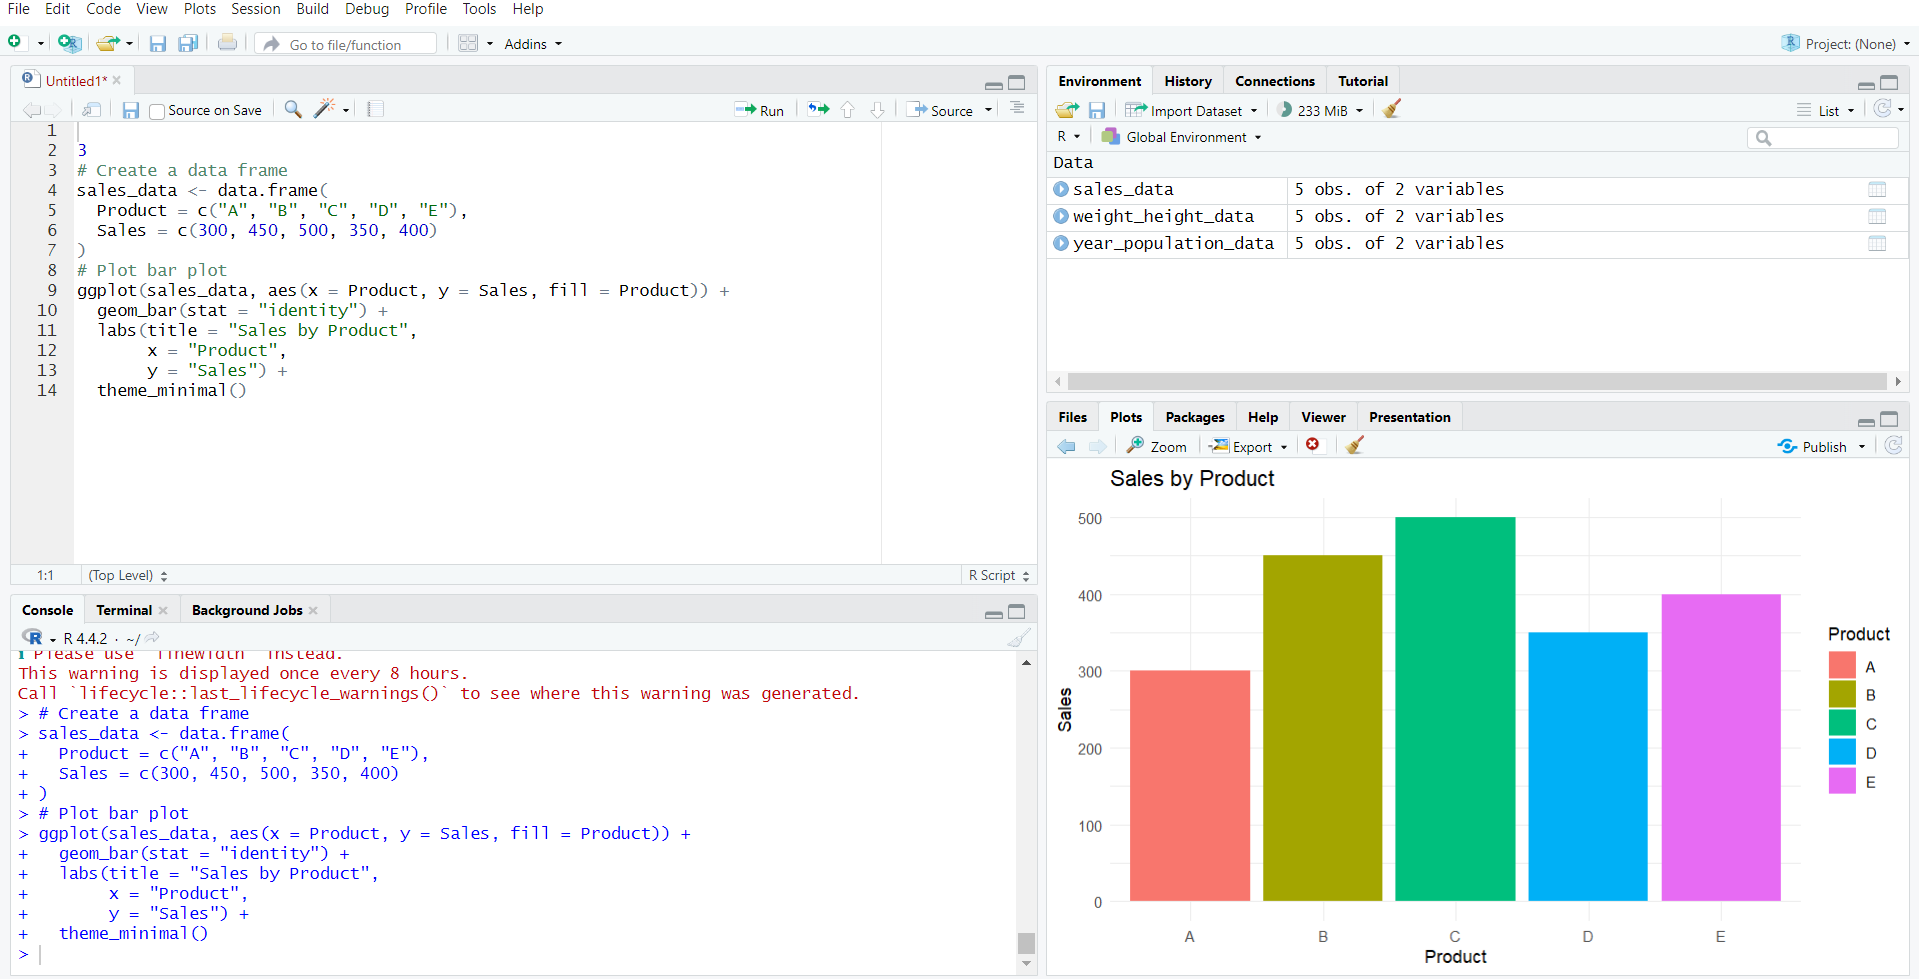 File Edit Code View Plots Session Build Debug Profile Tools Help
Go to file/function Addins Project: (None)
Untitled1*
Source on Save Run Source
1
2 3
3 # Create a data frame
4 sales_data <- data.frame(
5 Product = c("A", "B", "C", "D", "E"),
6 Sales = c(300, 450, 500, 350, 400)
7 )
8 # Plot bar plot
9 ggplot(sales_data, aes(x = Product, y = Sales, fill = Product)) +
10 geom_bar(stat = "identity") +
11 labs(title = "Sales by Product",
12 x = "Product",
13 y = "Sales") +
14 theme_minimal()
1:1 (Top Level) R Script
Console Terminal Background Jobs
R 4.4.2 · ~/
i Please use `linewidth` instead.
This warning is displayed once every 8 hours.
Call `lifecycle::last_lifecycle_warnings()` to see where this warning was generated.
> # Create a data frame
> sales_data <- data.frame(
+ Product = c("A", "B", "C", "D", "E"),
+ Sales = c(300, 450, 500, 350, 400)
+ )
> # Plot bar plot
> ggplot(sales_data, aes(x = Product, y = Sales, fill = Product)) +
+ geom_bar(stat = "identity") +
+ labs(title = "Sales by Product",
+ x = "Product",
+ y = "Sales") +
+ theme_minimal()
>
Environment History Connections Tutorial
Import Dataset 233 MiB List
R Global Environment
Data
sales_data 5 obs. of 2 variables
weight_height_data 5 obs. of 2 variables
year_population_data 5 obs. of 2 variables
Files Plots Packages Help Viewer Presentation
Zoom Export Publish
Sales by Product
500
400
300
200
100
0
Sales
A B C D E
Product
Product
A
B
C
D
E